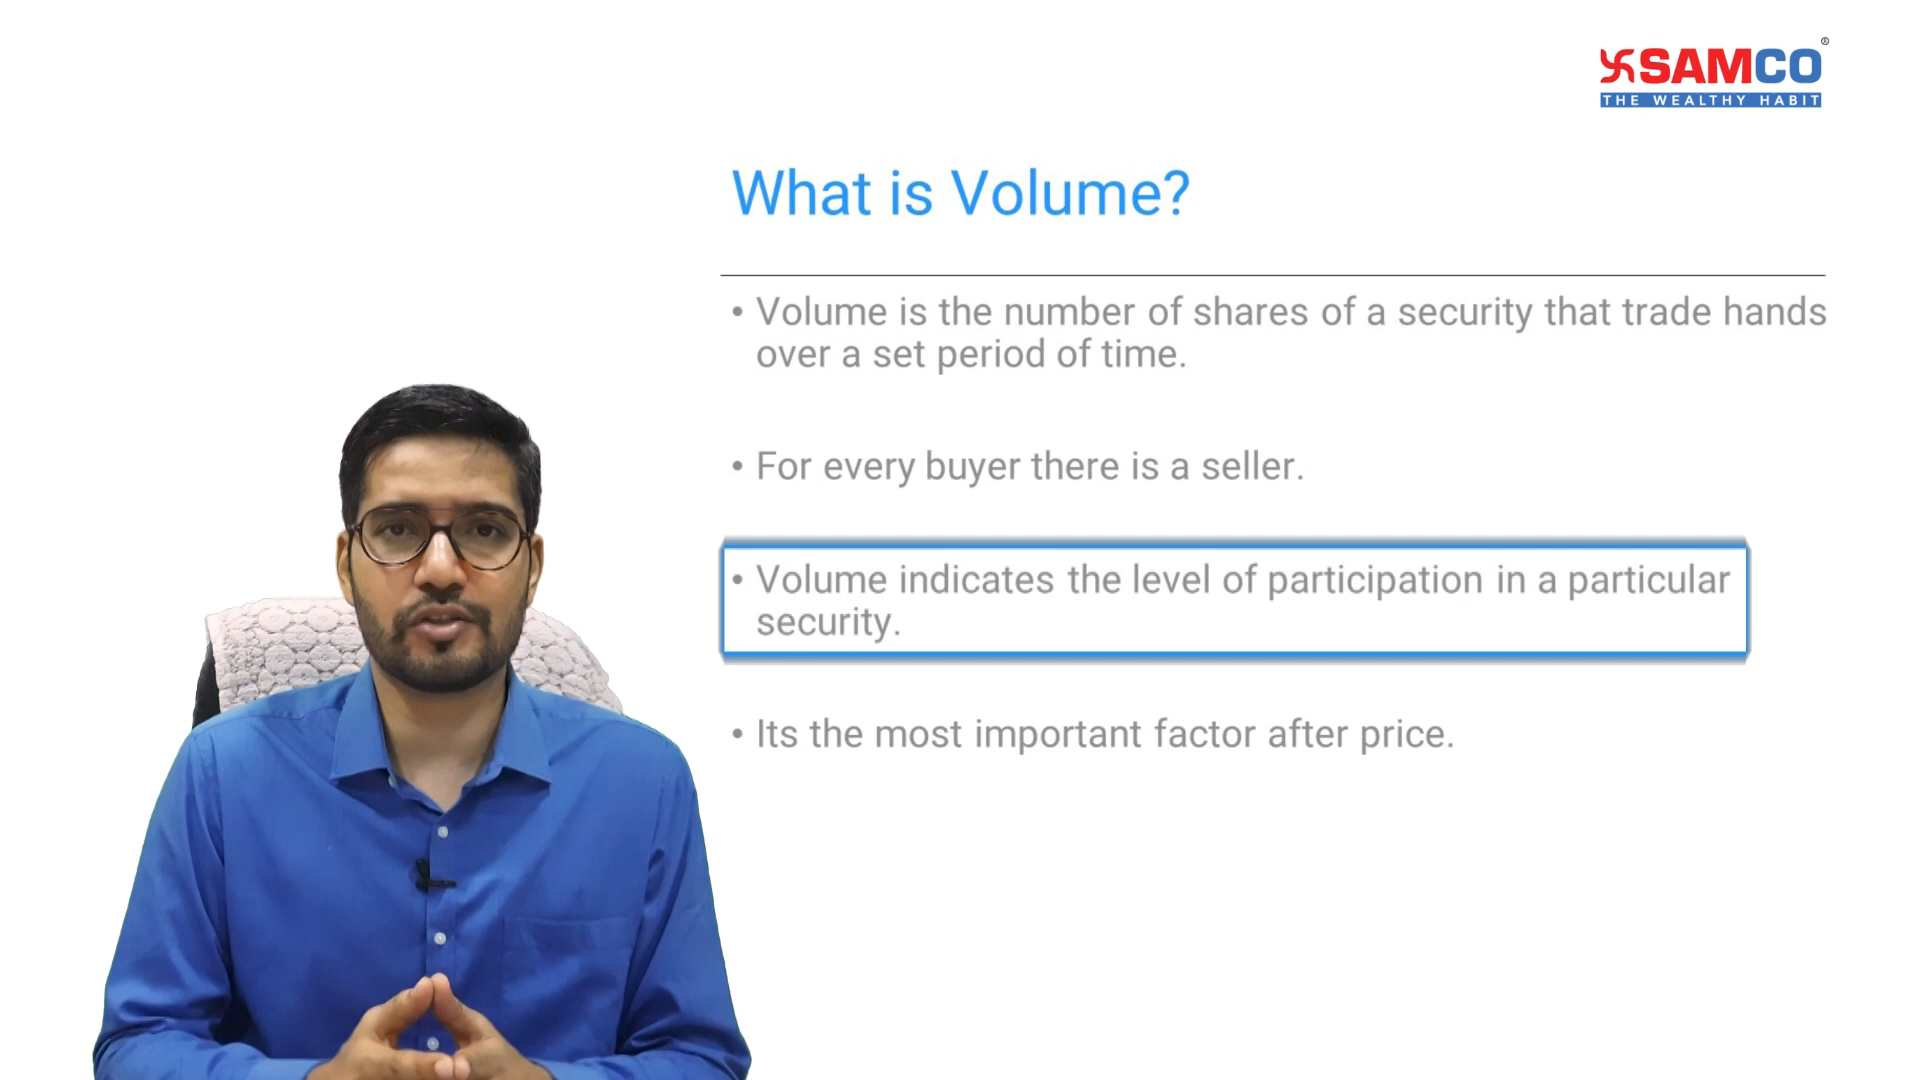 SAMCO®
THE WEALTHY HABIT
What is Volume?
• Volume is the number of shares of a security that trade hands
over a set period of time.
• For every buyer there is a seller.
• Volume indicates the level of participation in a particular
security.
• Its the most important factor after price.